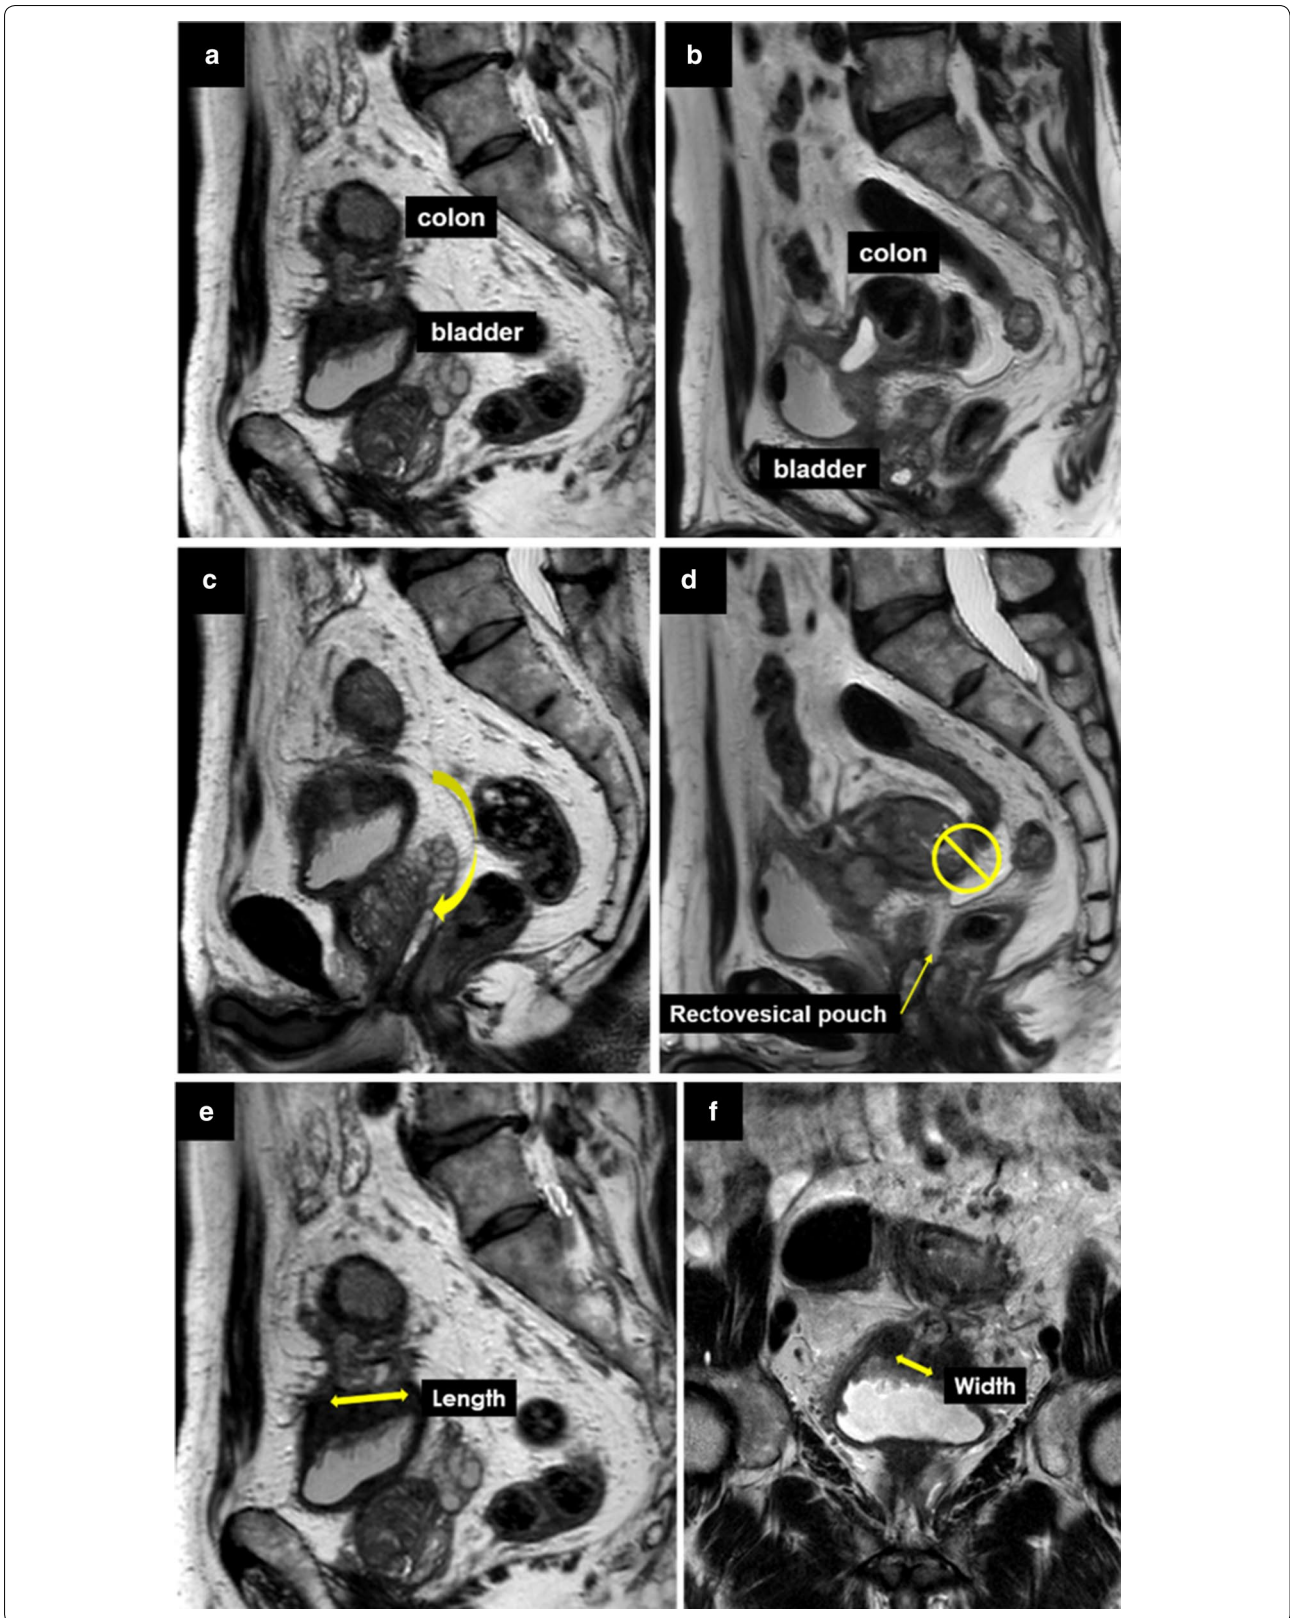 a
b
colon
colon
bladder
bladder
c
d
Rectovesical pouch
e
f
Length
Width